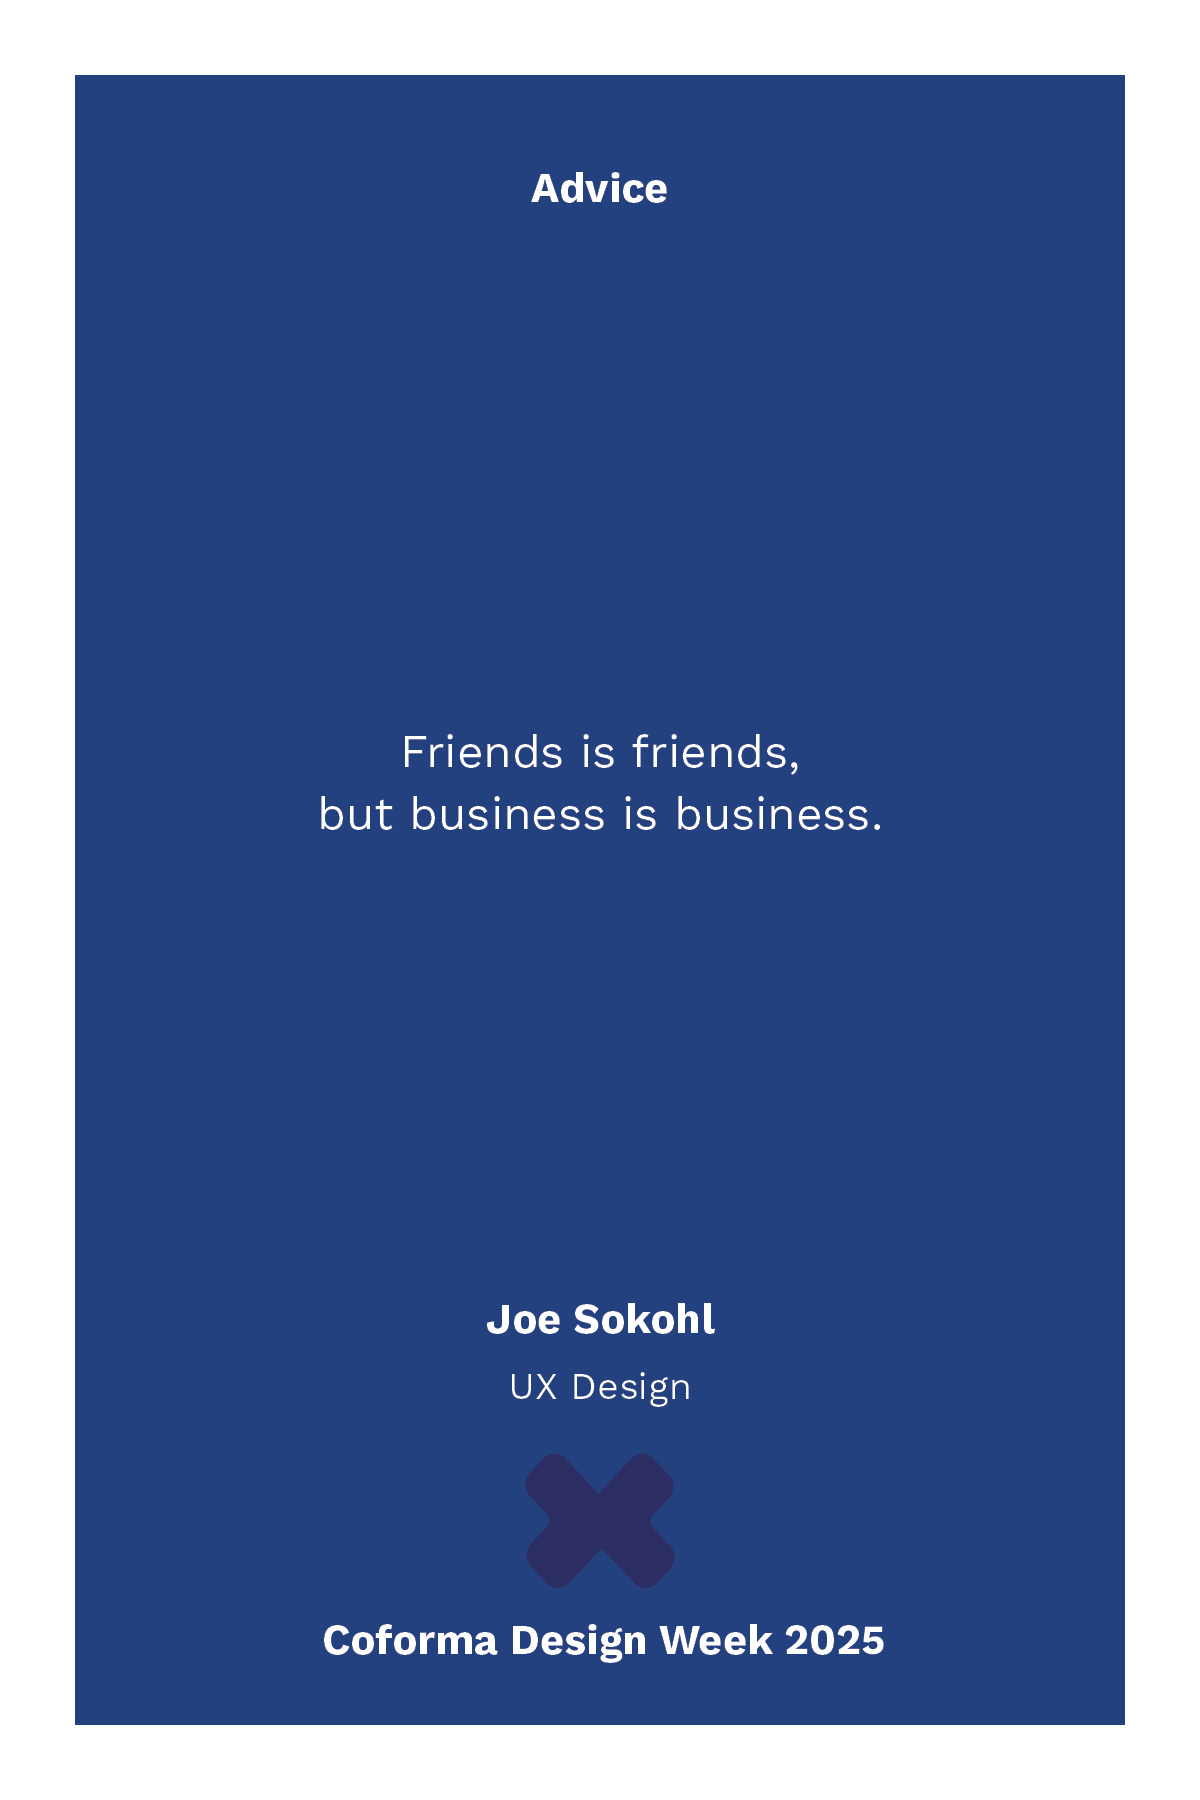 Advice
Friends is friends,
but business is business.
Joe Sokohl
UX Design
Coforma Design Week 2025